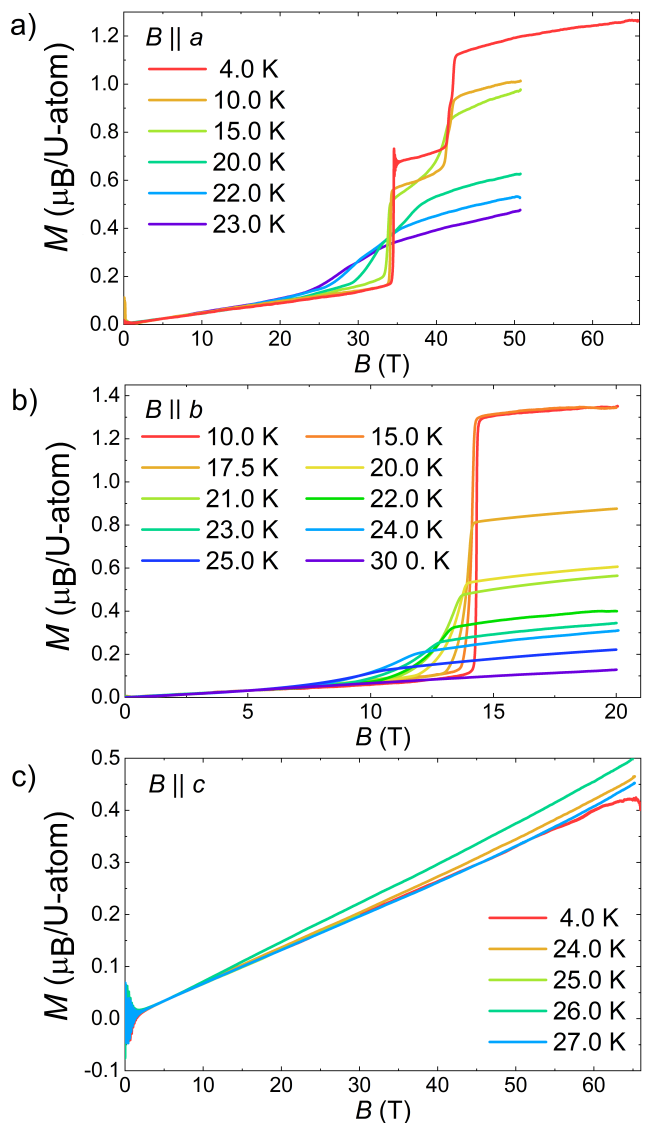 a)
B || a
4.0 K
10.0 K
15.0 K
20.0 K
22.0 K
23.0 K
M (μB/U-atom)
1.2
1.0
0.8
0.6
0.4
0.2
0.0
0 10 20 30 40 50 60
B (T)
b)
B || b
10.0 K 15.0 K
17.5 K 20.0 K
21.0 K 22.0 K
23.0 K 24.0 K
25.0 K 30 0. K
M (μB/U-atom)
1.4
1.2
1.0
0.8
0.6
0.4
0.2
0.0
0 5 10 15 20
B (T)
c)
B || c
M (μB/U-atom)
0.5
0.4
0.3
0.2
0.1
0.0
-0.1
4.0 K
24.0 K
25.0 K
26.0 K
27.0 K
0 10 20 30 40 50 60
B (T)